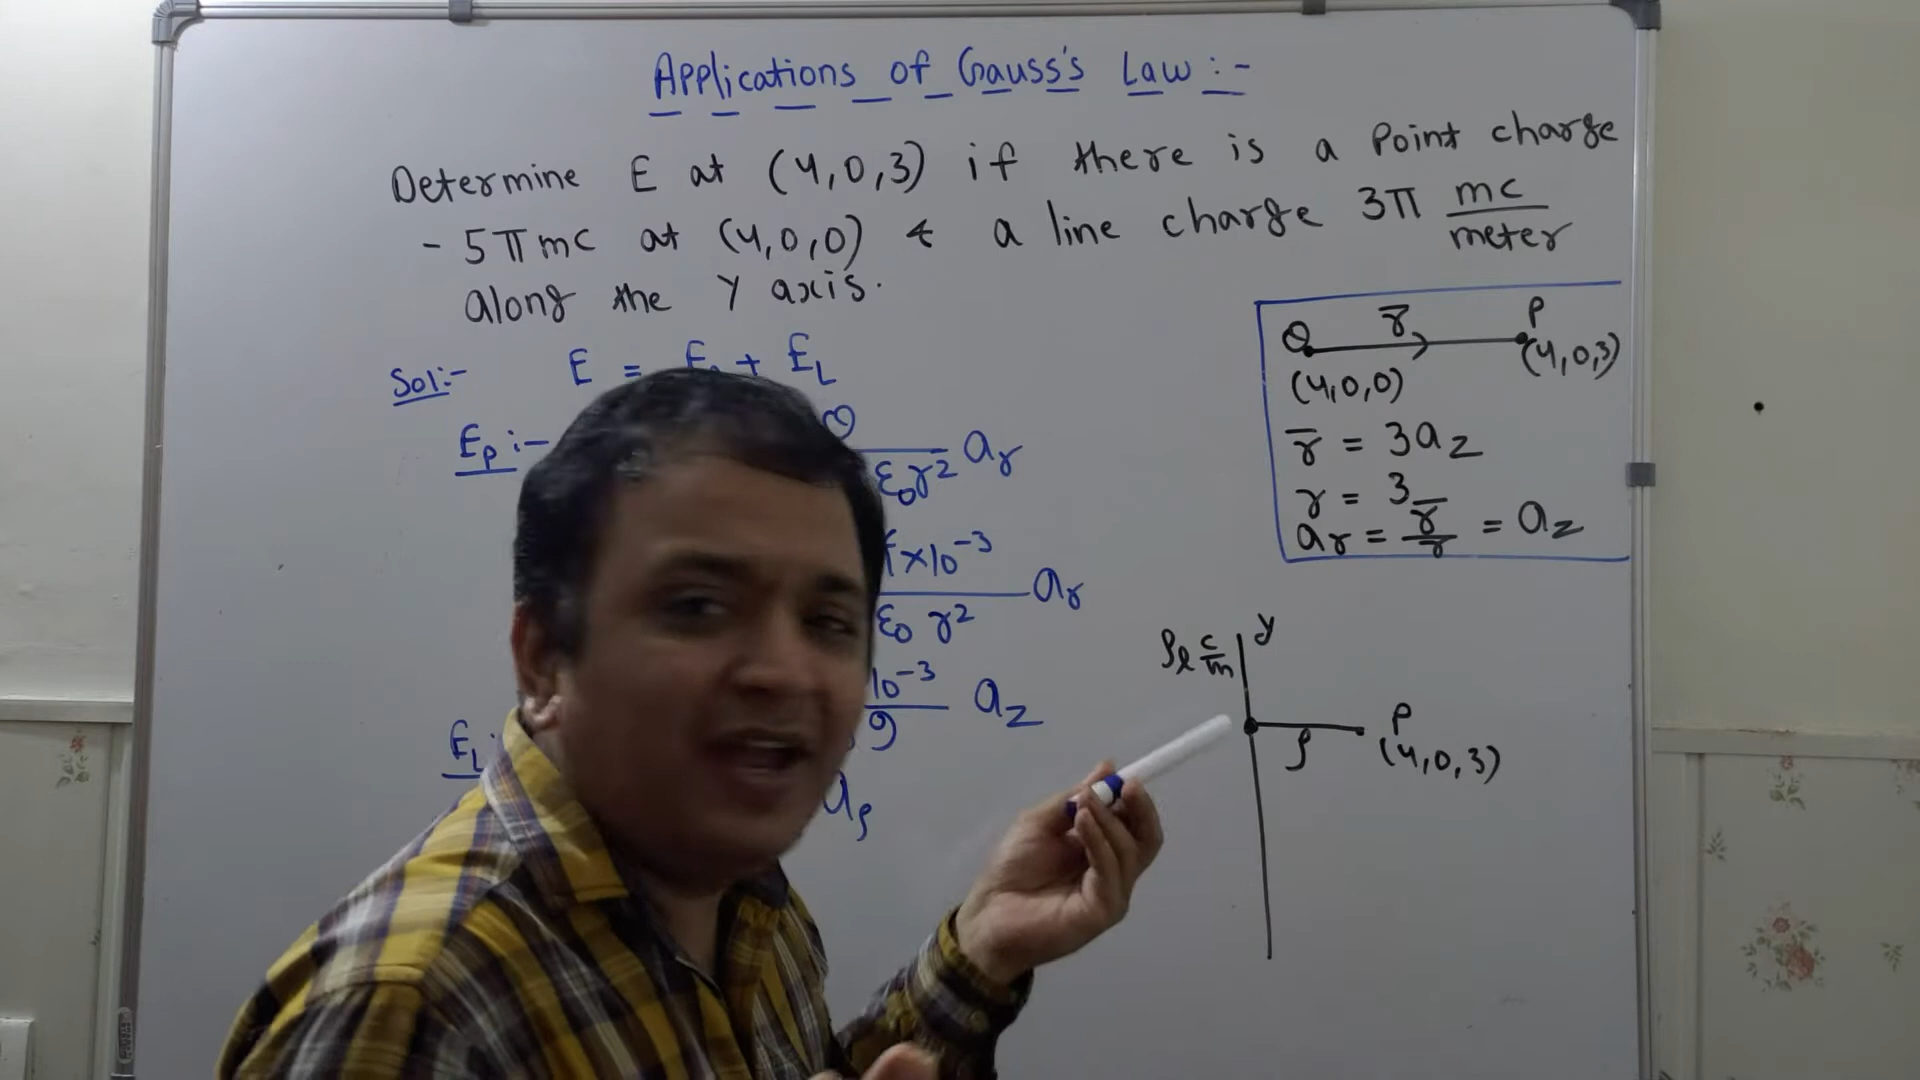 Applications of Gauss's Law :-
Determine E at (4,0,3) if there is a Point charge
- 5π mc at (4,0,0) & a line charge 3π mc/meter
along the Y axis.
Sol:- E = + E_L
E_p :- Q / ε₀r² a_r
×10⁻³ / ε₀ r² a_r
10⁻³ / 9 a_z
E_L
a_ρ
Q r̄ P
(4,0,0) (4,0,3)
r̄ = 3a_z
r = 3
a_r = r̄/r = a_z
ρ_ℓ c/m y
ρ P
(4,0,3)